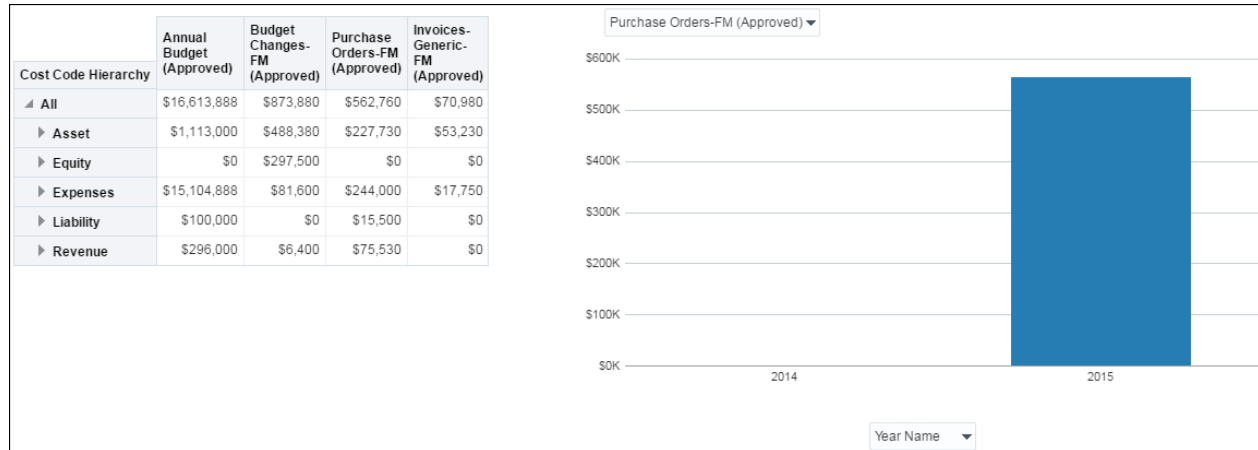 Cost Code Hierarchy
Annual
Budget
(Approved)
Budget
Changes-
FM
(Approved)
Purchase
Orders-FM
(Approved)
Invoices-
Generic-
FM
(Approved)
All $16,613,888 $873,880 $562,760 $70,980
Asset $1,113,000 $488,380 $227,730 $53,230
Equity $0 $297,500 $0 $0
Expenses $15,104,888 $81,600 $244,000 $17,750
Liability $100,000 $0 $15,500 $0
Revenue $296,000 $6,400 $75,530 $0
Purchase Orders-FM (Approved)
$600K
$500K
$400K
$300K
$200K
$100K
$0K
2014 2015
Year Name